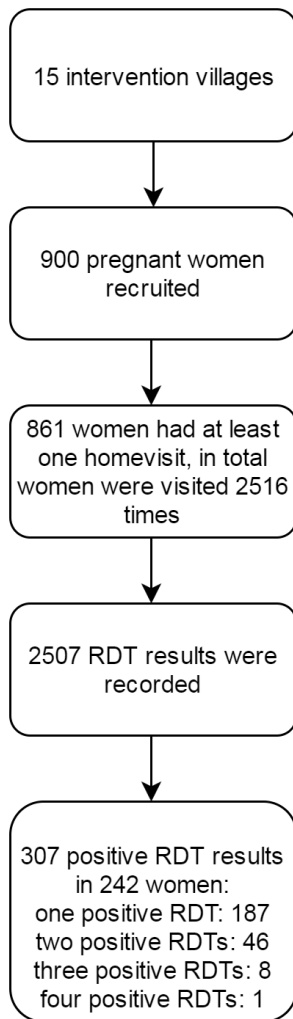 15 intervention villages
900 pregnant women
recruited
861 women had at least
one homevisit, in total
women were visited 2516
times
2507 RDT results were
recorded
307 positive RDT results
in 242 women:
one positive RDT: 187
two positive RDTs: 46
three positive RDTs: 8
four positive RDTs: 1